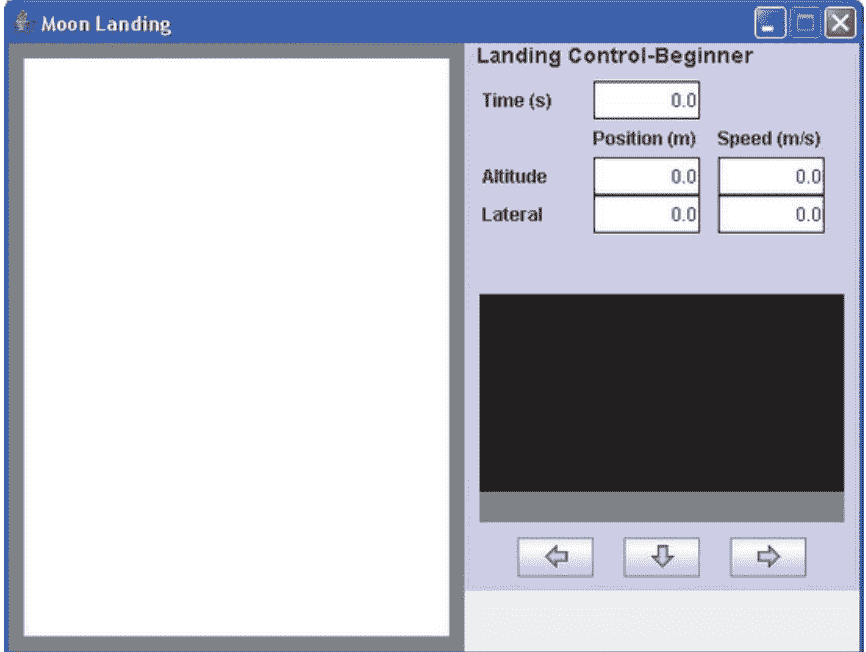 Moon Landing
Landing Control-Beginner
Time (s) 0.0
Position (m) Speed (m/s)
Altitude 0.0 0.0
Lateral 0.0 0.0